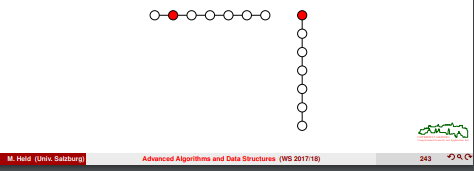 M. Held (Univ. Salzburg) Advanced Algorithms and Data Structures (WS 2017/18) 243